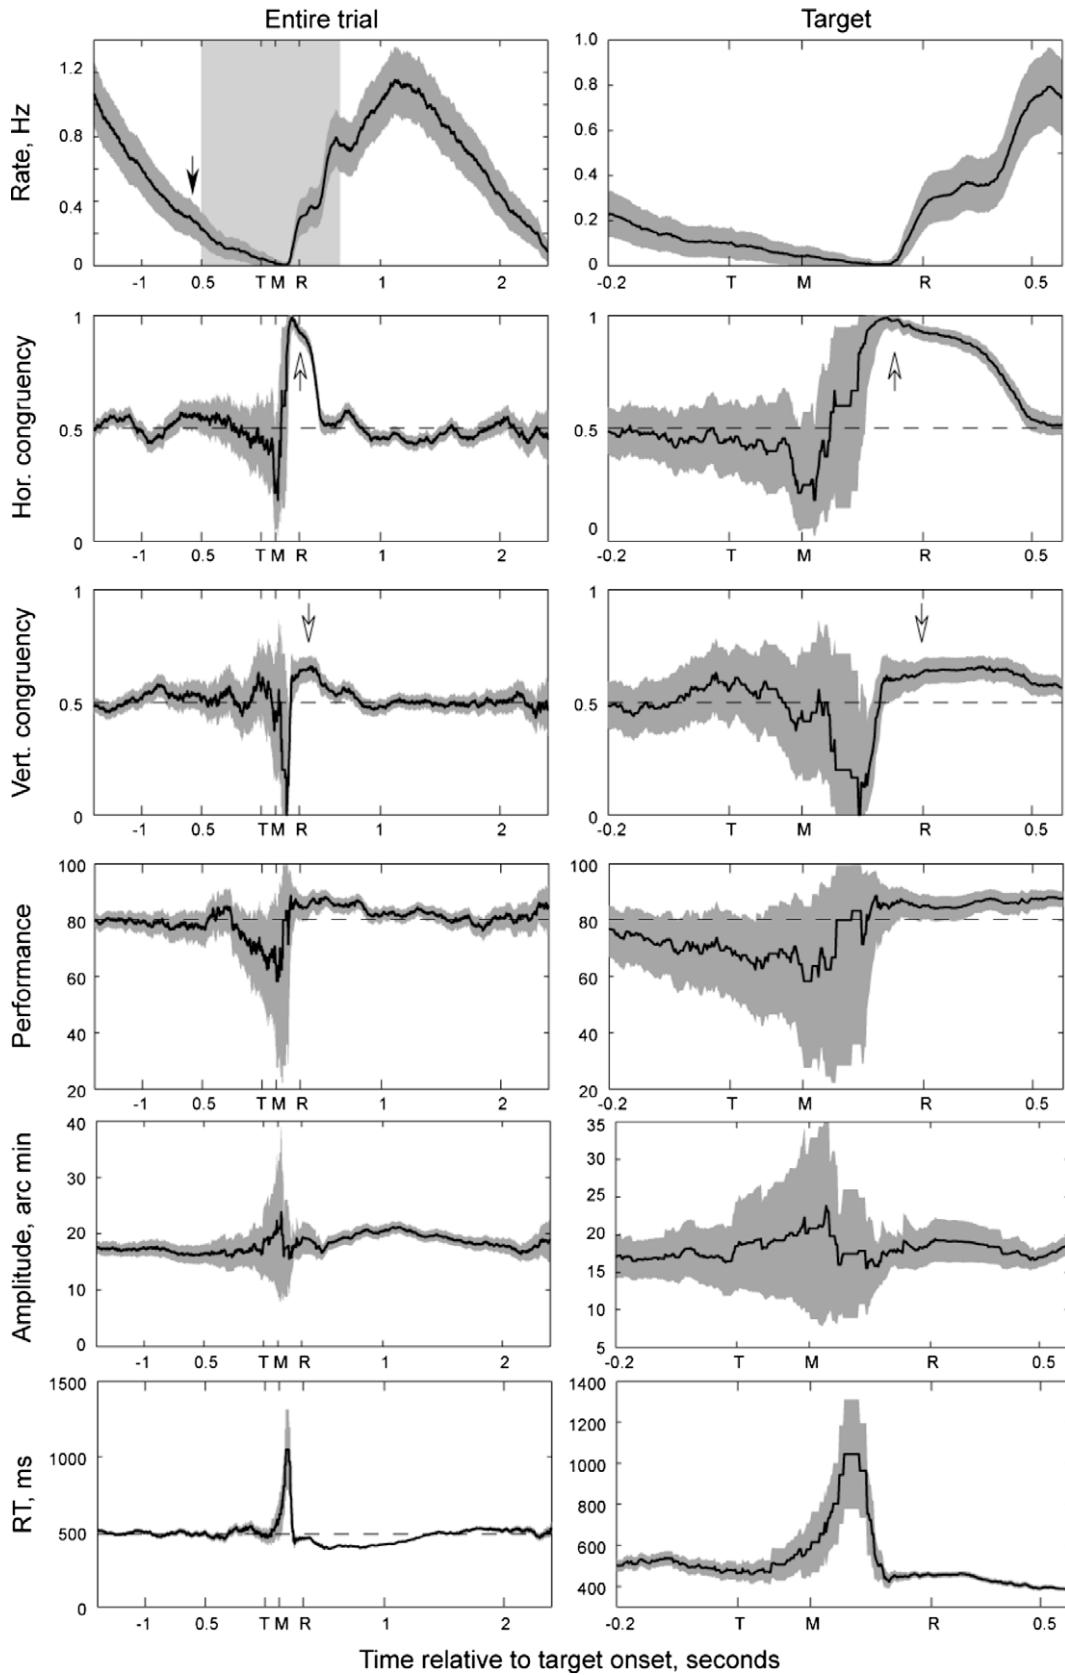 Entire trial
Target
Rate, Hz
1.2
0.8
0.4
0
-1 0.5 T M R 1 2
1.0
0.8
0.6
0.4
0.2
0
-0.2 T M R 0.5
Hor. congruency
1
0.5
0
-1 0.5 T M R 1 2
1
0.5
0
-0.2 T M R 0.5
Vert. congruency
1
0.5
0
-1 0.5 T M R 1 2
1
0.5
0
-0.2 T M R 0.5
Performance
100
80
60
40
20
-1 0.5 T M R 1 2
100
80
60
40
20
-0.2 T M R 0.5
Amplitude, arc min
40
30
20
10
0
-1 0.5 T M R 1 2
35
30
25
20
15
10
5
-0.2 T M R 0.5
RT, ms
1500
1000
500
0
-1 0.5 T M R 1 2
1400
1200
1000
800
600
400
-0.2 T M R 0.5
Time relative to target onset, seconds